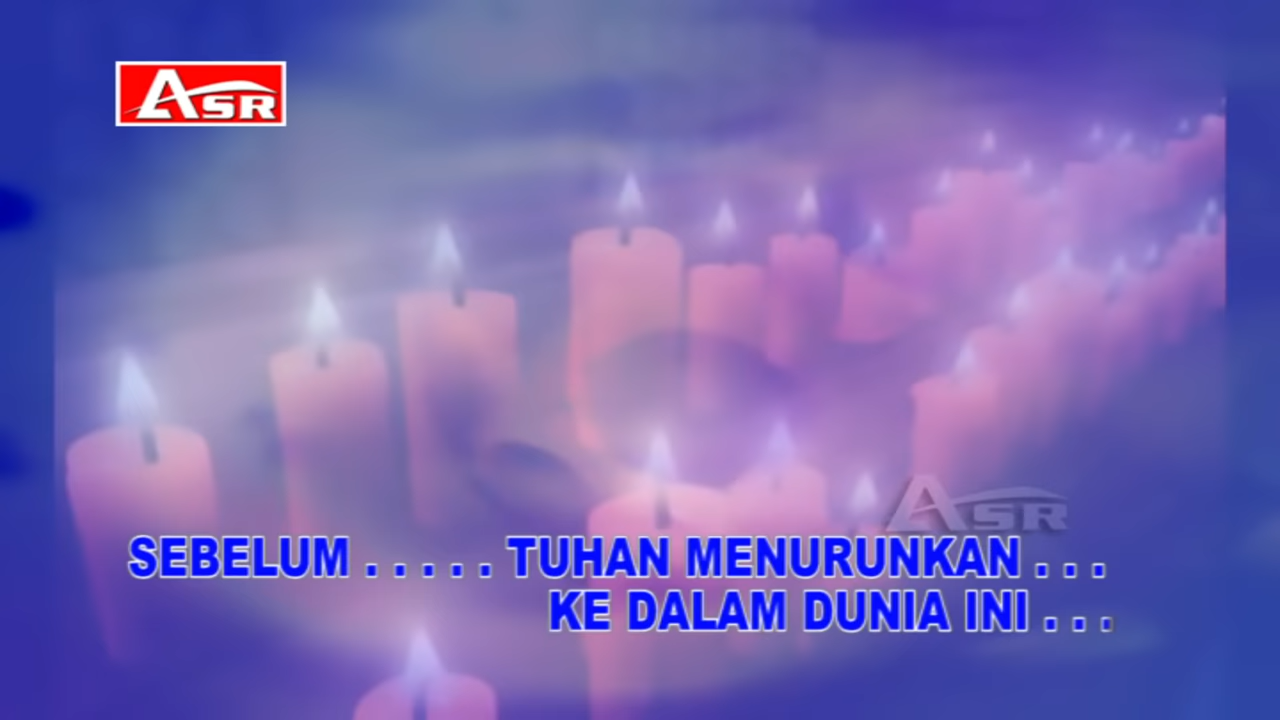 ASR
ASR
SEBELUM . . . . . TUHAN MENURUNKAN . . .
KE DALAM DUNIA INI . . .